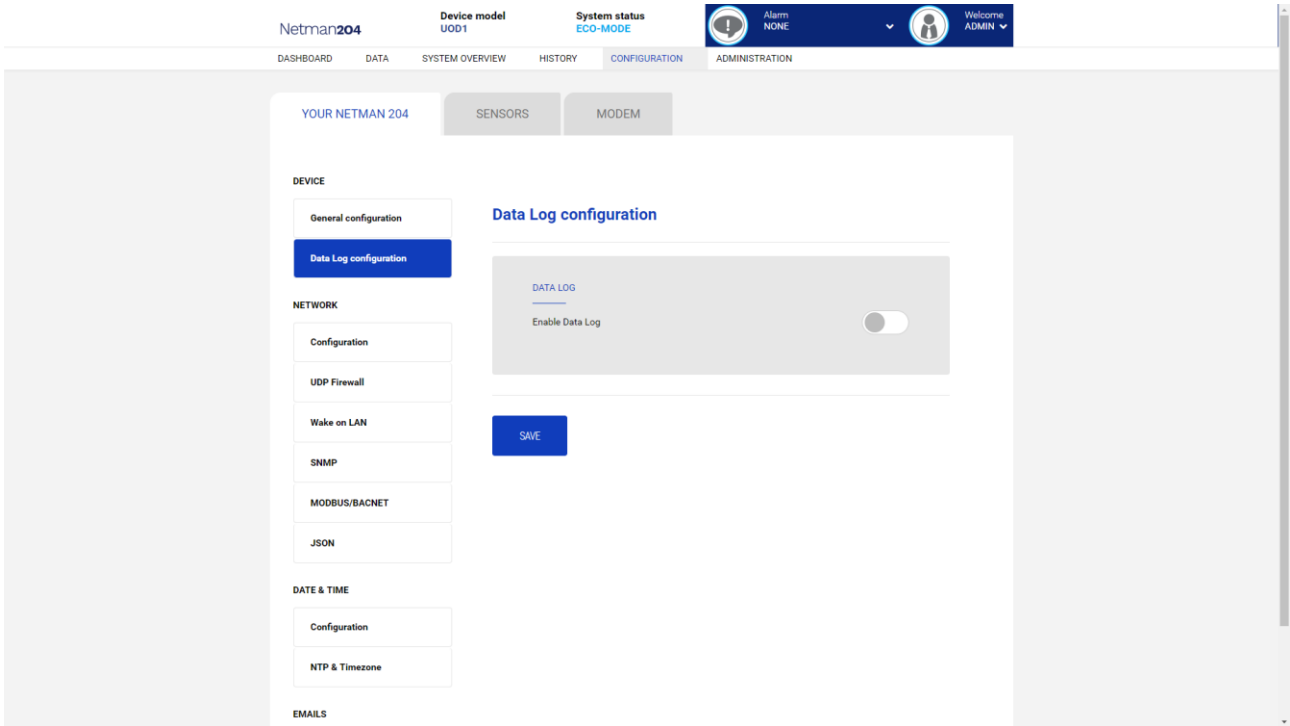 Netman204
Device model
UOD1
System status
ECO-MODE
Alarm
NONE
Welcome
ADMIN
DASHBOARD DATA SYSTEM OVERVIEW HISTORY CONFIGURATION ADMINISTRATION
YOUR NETMAN 204 SENSORS MODEM
DEVICE
General configuration
Data Log configuration
NETWORK
Configuration
UDP Firewall
Wake on LAN
SNMP
MODBUS/BACNET
JSON
DATE & TIME
Configuration
NTP & Timezone
EMAILS
Data Log configuration
DATA LOG
Enable Data Log
SAVE